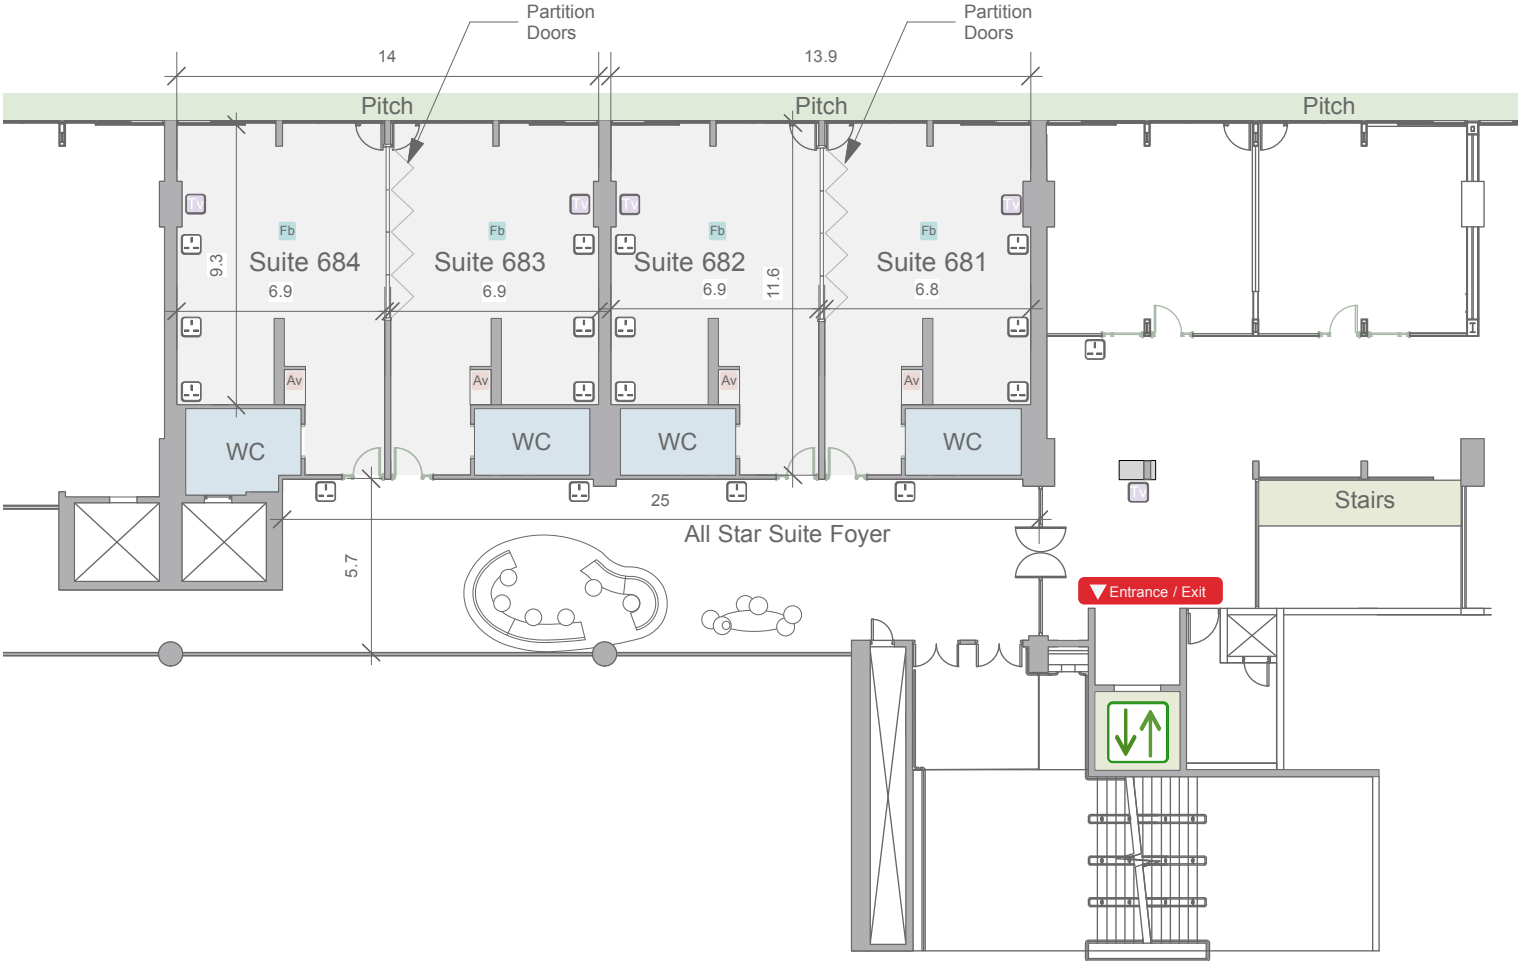 Partition
Doors
Partition
Doors
14
13.9
Pitch
Pitch
Pitch
Tv
Tv
Tv
Tv
Fb
Fb
Fb
Fb
Suite 684
Suite 683
Suite 682
Suite 681
9.3
11.6
6.9
6.9
6.9
6.8
Av
Av
Av
Av
WC
WC
WC
WC
Tv
25
Stairs
All Star Suite Foyer
5.7
Entrance / Exit